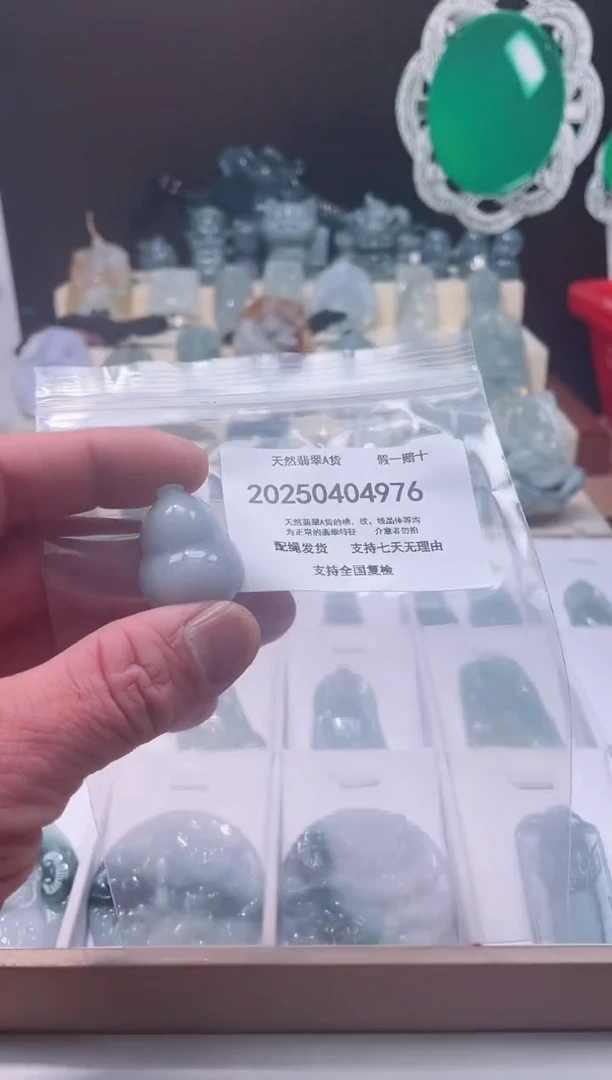 天然翡翠A货 假一赔十
20250404976
天然翡翠A货的棉、纹、线晶体等均
为正常的翡翠特征 介意者勿拍
配绳发货 支持七天无理由
支持全国复检